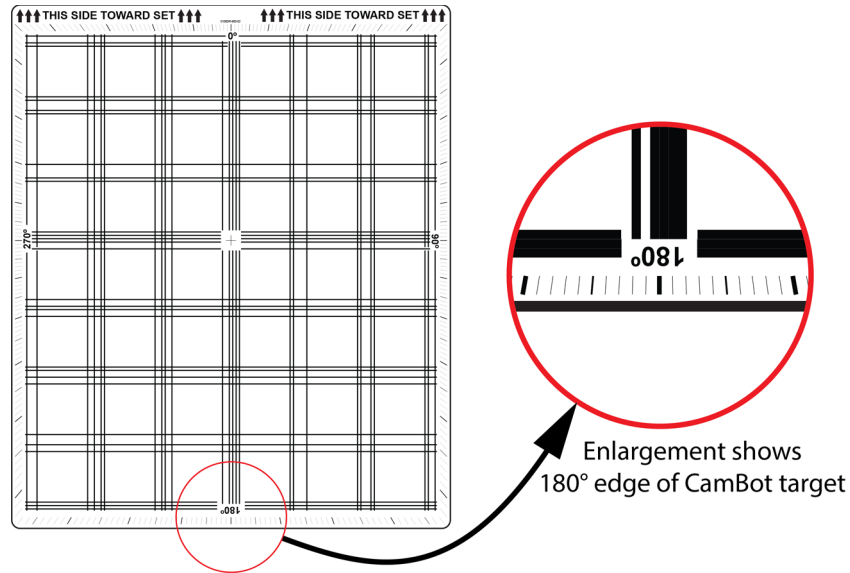 THIS SIDE TOWARD SET
THIS SIDE TOWARD SET
0°
270°
90°
180°
180°
Enlargement shows
180° edge of CamBot target